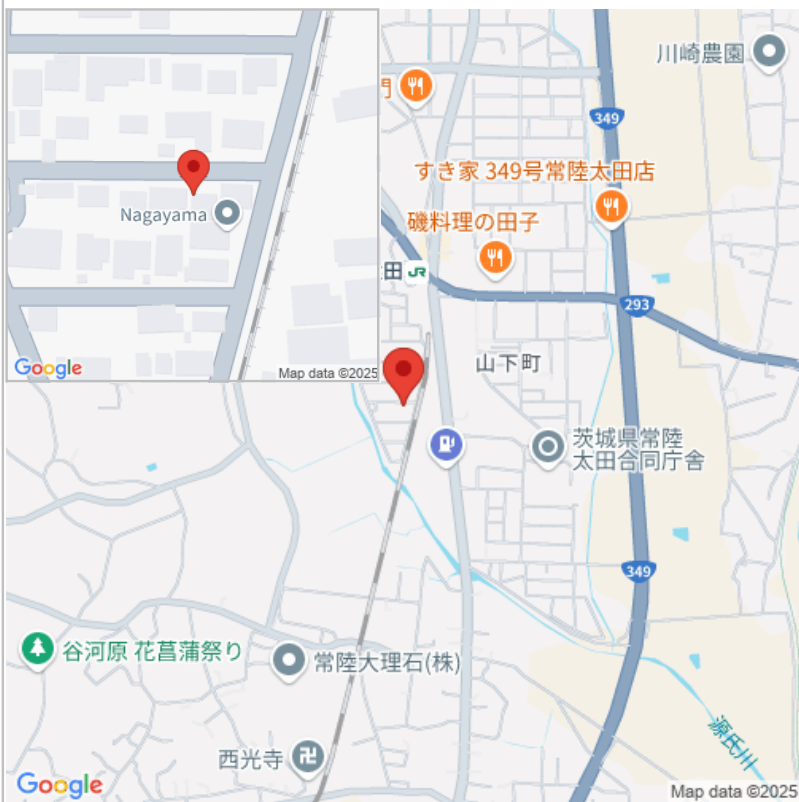 Nagayama
Google
Map data ©2025
川崎農園
門
349
すき家 349号常陸太田店
磯料理の田子
田 JR
293
山下町
茨城県常陸
太田合同庁舎
349
谷河原 花菖蒲祭り
常陸大理石(株)
西光寺
源氏川
Google
Map data ©2025